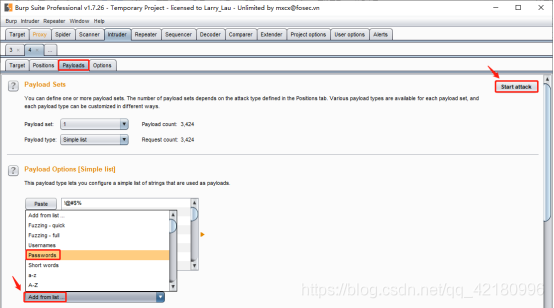 Burp Suite Professional v1.7.26 - Temporary Project - licensed to Larry_Lau - Unlimited by mxcx@fosec.vn
Burp Intruder Repeater Window Help
Target Proxy Spider Scanner Intruder Repeater Sequencer Decoder Comparer Extender Project options User options Alerts
3 × 4 × ...
Target Positions Payloads Options
? Payload Sets Start attack
You can define one or more payload sets. The number of payload sets depends on the attack type defined in the Positions tab. Various payload types are available for each payload set, and
each payload type can be customized in different ways.
Payload set: 1 Payload count: 3,424
Payload type: Simple list Request count: 3,424
? Payload Options [Simple list]
This payload type lets you configure a simple list of strings that are used as payloads.
Paste !@#$%
Add from list ...
Fuzzing - quick
Fuzzing - full
Usernames
Passwords
Short words
a-z
A-Z
Add from list ...
https://blog.csdn.net/qq_42180996